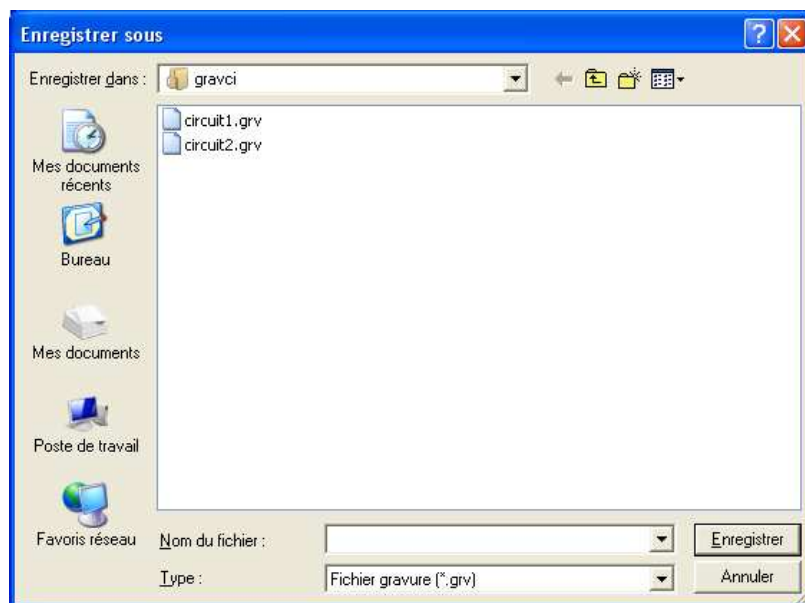 Enregistrer sous
Enregistrer dans :
gravci
circuit1.grv
circuit2.grv
Mes documents
récents
Bureau
Mes documents
Poste de travail
Favoris réseau
Nom du fichier :
Enregistrer
Type :
Fichier gravure (*.grv)
Annuler